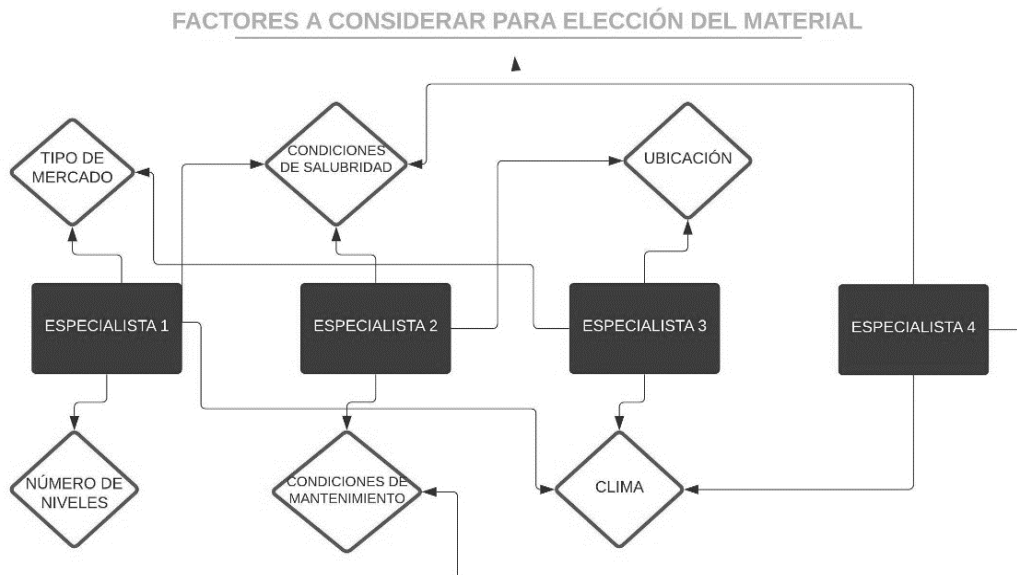 FACTORES A CONSIDERAR PARA ELECCIÓN DEL MATERIAL
TIPO DE
MERCADO
CONDICIONES
DE SALUBRIDAD
UBICACIÓN
ESPECIALISTA 1
ESPECIALISTA 2
ESPECIALISTA 3
ESPECIALISTA 4
NÚMERO DE
NIVELES
CONDICIONES DE
MANTENIMIENTO
CLIMA